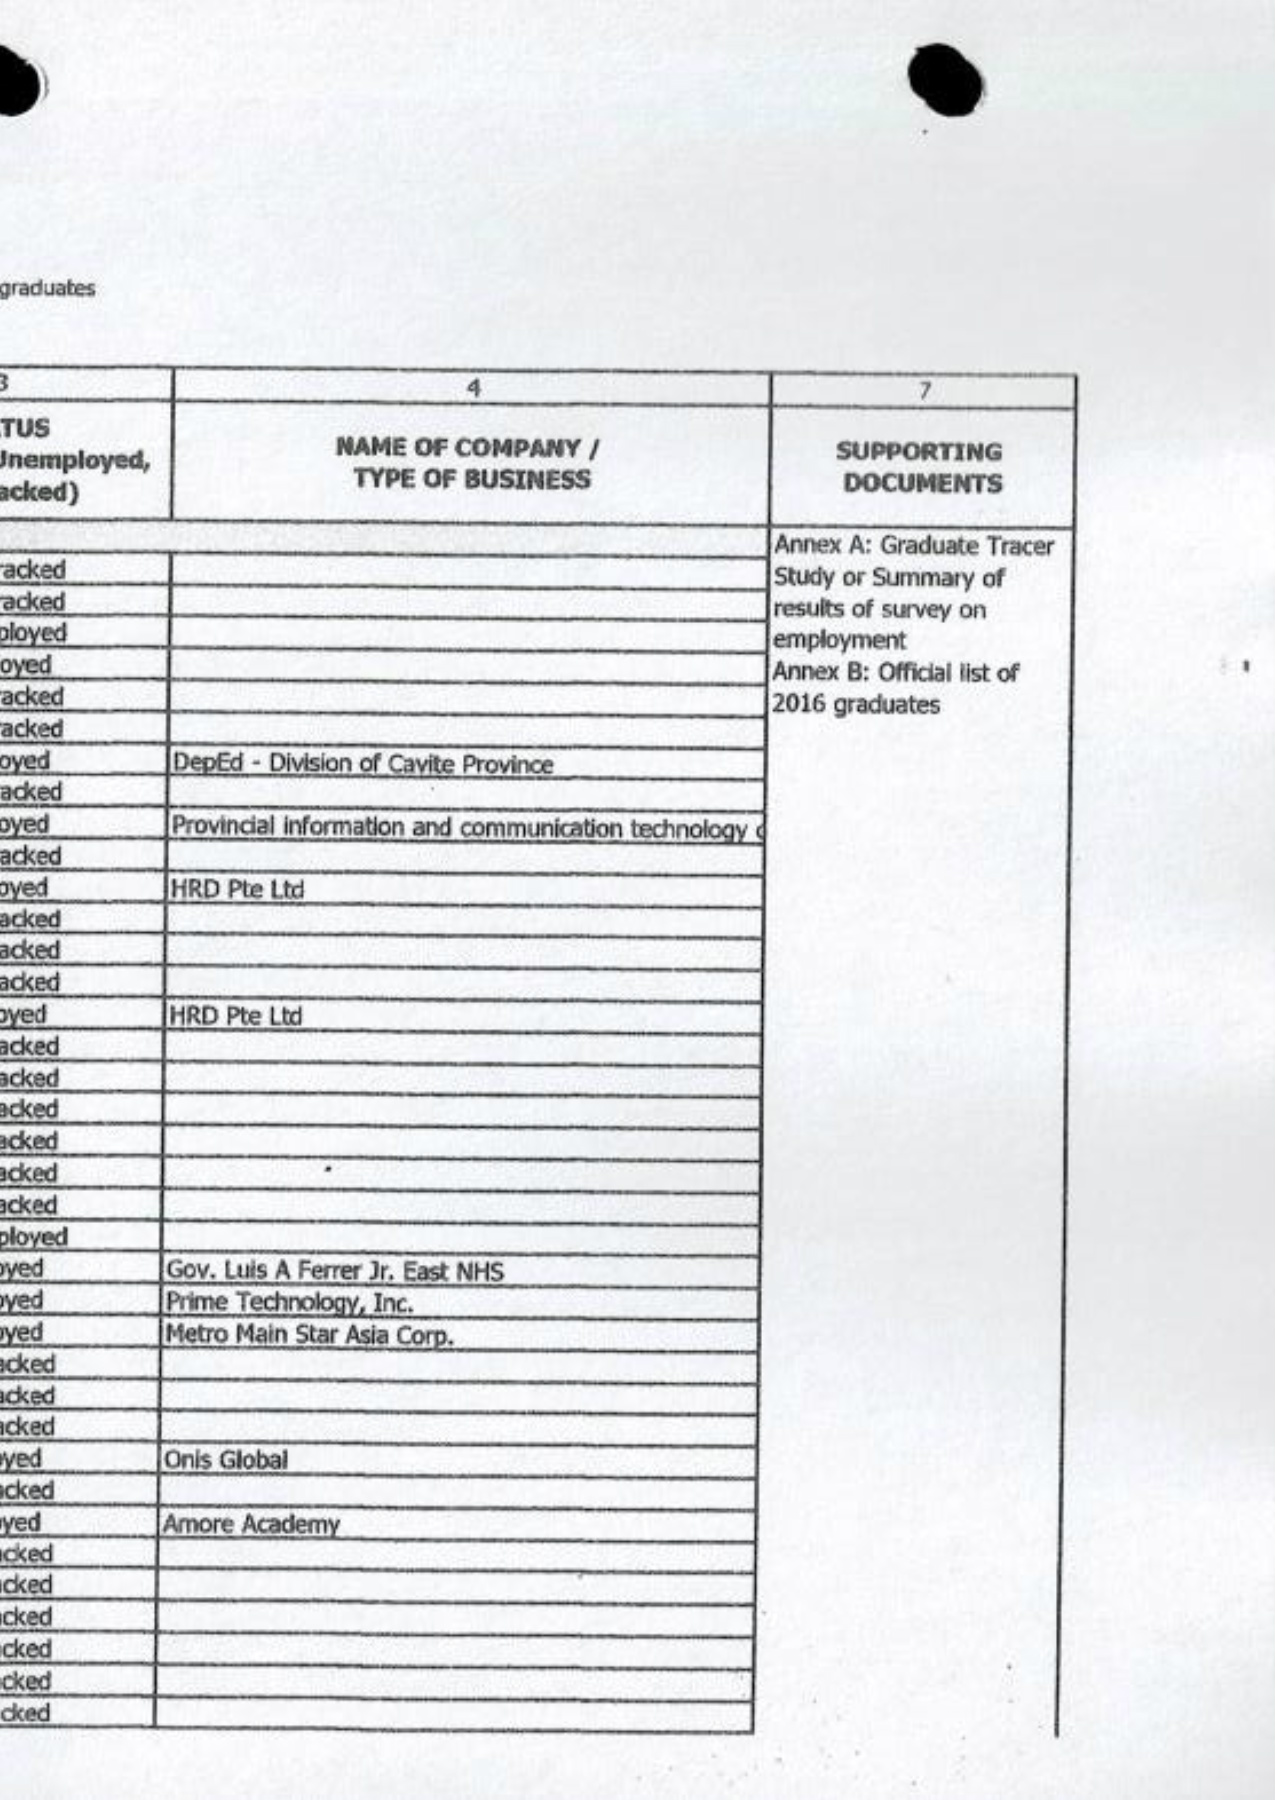 graduates
3 4 7
TUS
Unemployed,
acked)
NAME OF COMPANY /
TYPE OF BUSINESS
SUPPORTING
DOCUMENTS
Annex A: Graduate Tracer
Study or Summary of
results of survey on
employment
Annex B: Official list of
2016 graduates
racked
racked
ployed
oyed
racked
racked
oyed DepEd - Division of Cavite Province
acked
oyed Provincial information and communication technology
acked
oyed HRD Pte Ltd
acked
acked
acked
oyed HRD Pte Ltd
acked
acked
acked
acked
acked
acked
ployed
oyed Gov. Luis A Ferrer Jr. East NHS
oyed Prime Technology, Inc.
oyed Metro Main Star Asia Corp.
acked
acked
acked
oyed Onis Global
acked
oyed Amore Academy
acked
acked
acked
acked
cked
cked